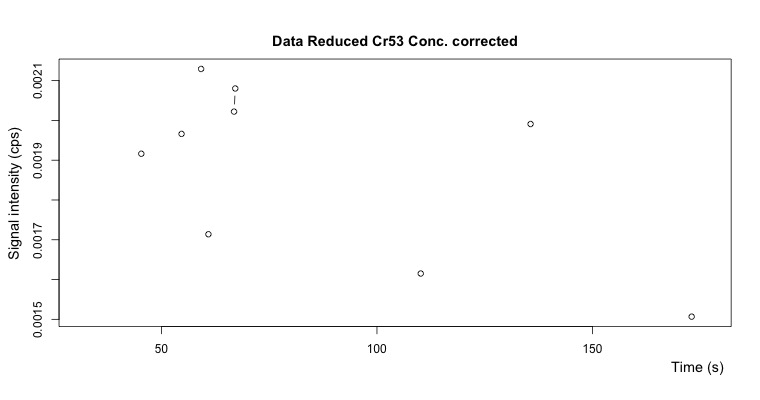 Data Reduced Cr53 Conc. corrected
Signal intensity (cps)
0.0021
0.0019
0.0017
0.0015
50 100 150
Time (s)